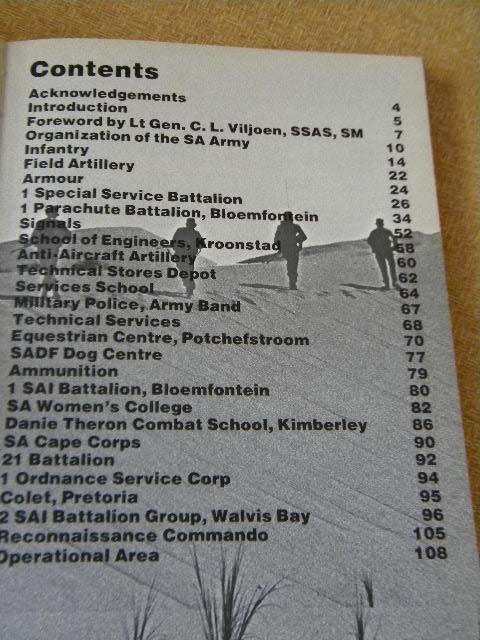 Contents
Acknowledgements 4
Introduction 5
Foreword by Lt Gen. C. L. Viljoen, SSAS, SM 7
Organization of the SA Army 10
Infantry 14
Field Artillery 22
Armour 24
1 Special Service Battalion 26
1 Parachute Battalion, Bloemfontein 34
Signals 52
School of Engineers, Kroonstad 58
Anti-Aircraft Artillery 60
Technical Stores Depot 62
Services School 64
Military Police, Army Band 67
Technical Services 68
Equestrian Centre, Potchefstroom 70
SADF Dog Centre 77
Ammunition 79
1 SAI Battalion, Bloemfontein 80
SA Women's College 82
Danie Theron Combat School, Kimberley 86
SA Cape Corps 90
21 Battalion 92
1 Ordnance Service Corp 94
Colet, Pretoria 95
2 SAI Battalion Group, Walvis Bay 96
Reconnaissance Commando 105
Operational Area 108